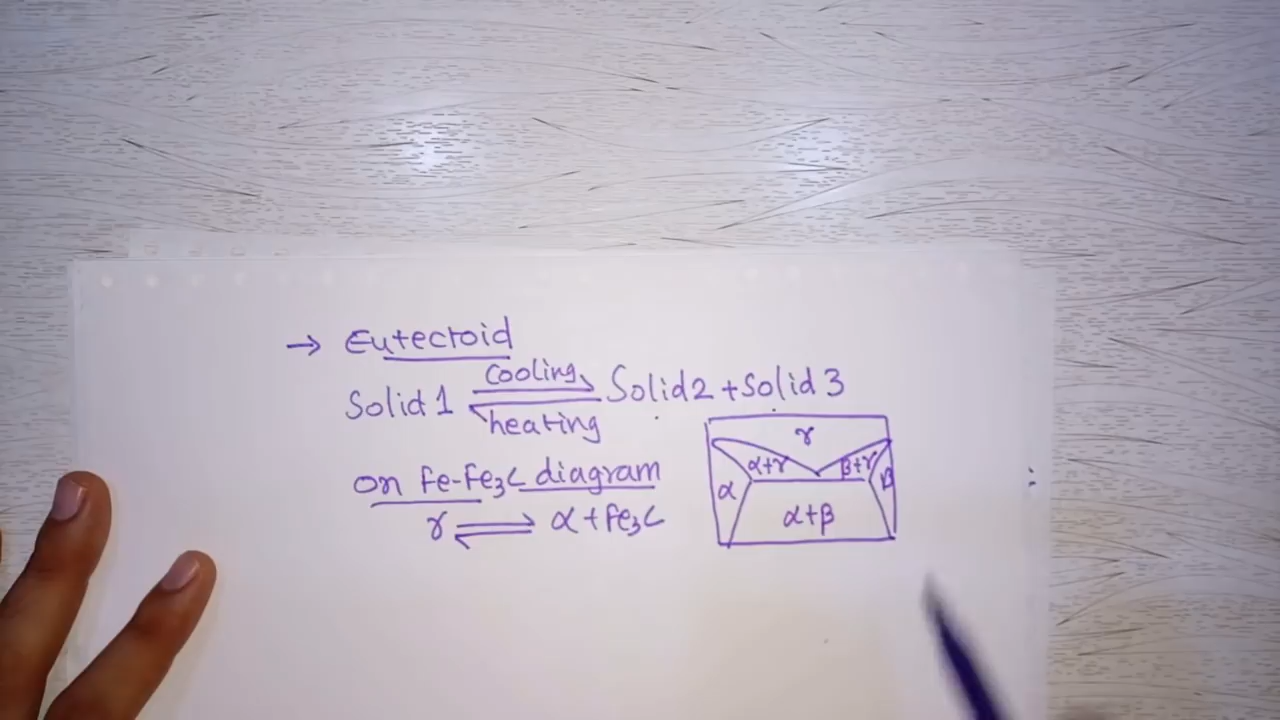 → Eutectoid
Solid 1 ⇌ Solid 2 + Solid 3
cooling
heating
On Fe-Fe₃C diagram
γ ⇌ α + Fe₃C
γ
α+γ
β+γ
α
β
α+β